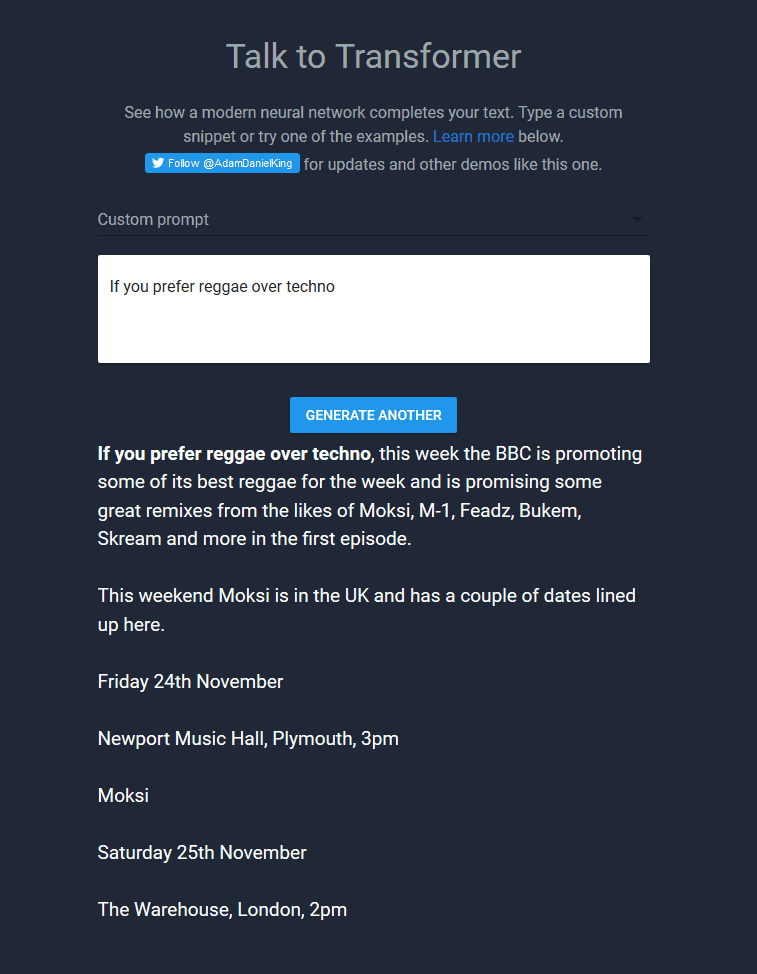 Talk to Transformer
See how a modern neural network completes your text. Type a custom
snippet or try one of the examples. Learn more below.
Follow @AdamDanielKing for updates and other demos like this one.
Custom prompt
If you prefer reggae over techno
GENERATE ANOTHER
If you prefer reggae over techno, this week the BBC is promoting
some of its best reggae for the week and is promising some
great remixes from the likes of Moksi, M-1, Feadz, Bukem,
Skream and more in the first episode.
This weekend Moksi is in the UK and has a couple of dates lined
up here.
Friday 24th November
Newport Music Hall, Plymouth, 3pm
Moksi
Saturday 25th November
The Warehouse, London, 2pm